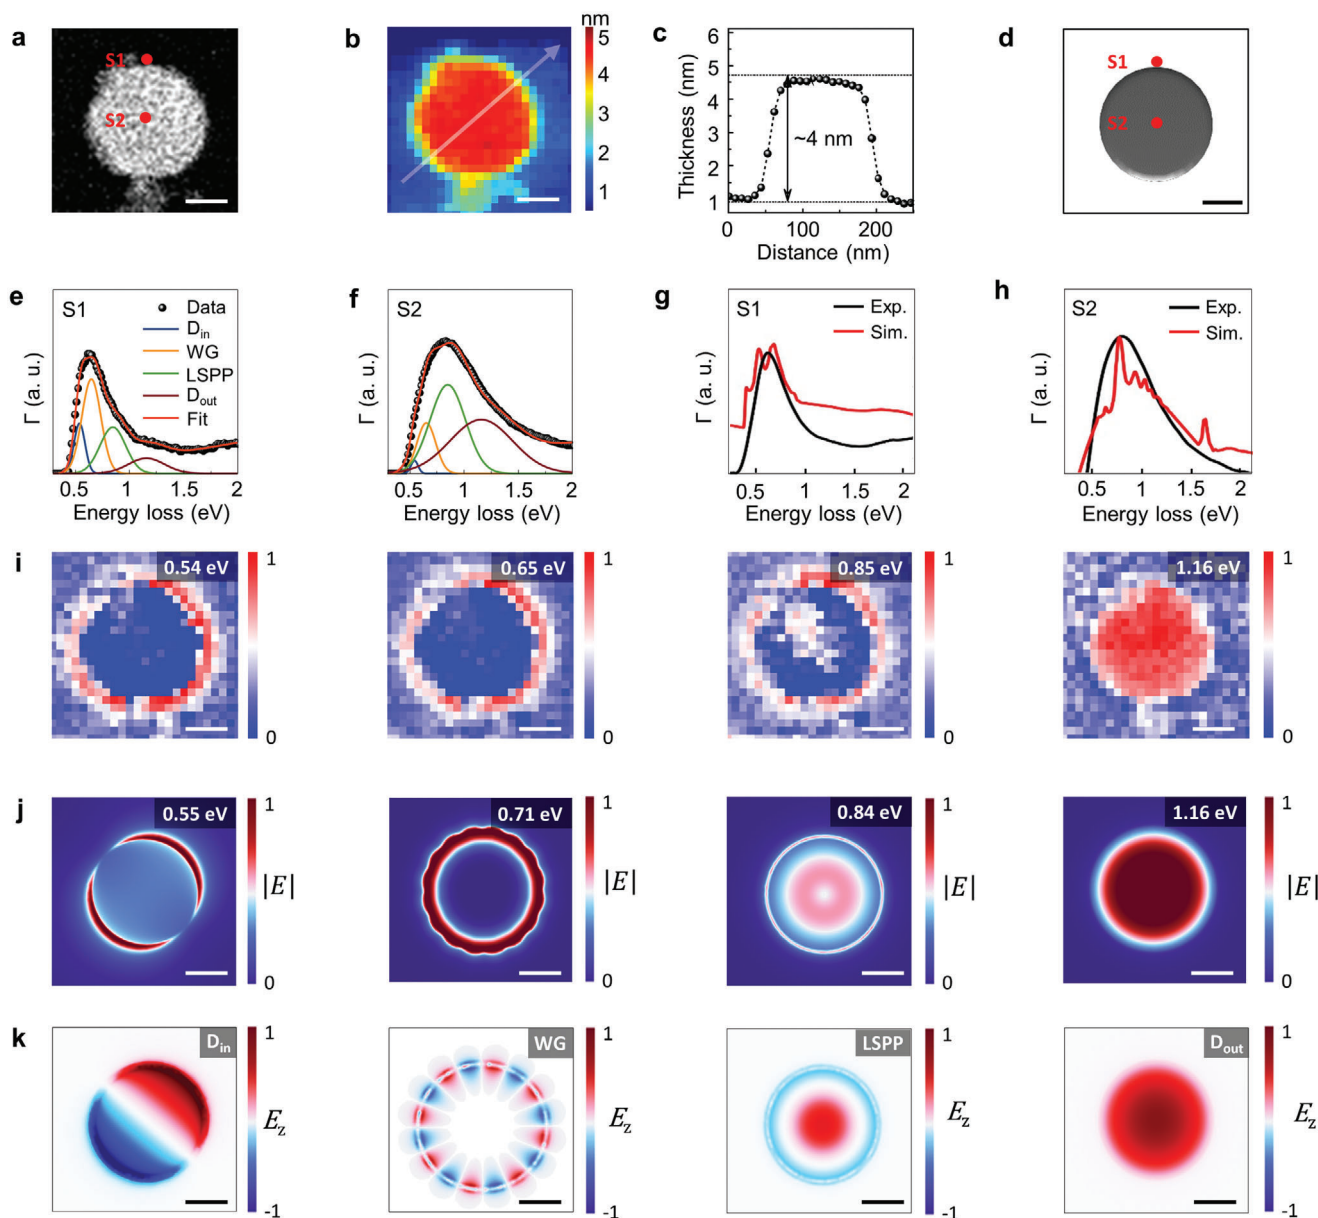 a
S1
S2
b
nm
5
4
3
2
1
c
Thickness (nm)
6
5
4
3
2
1
~4 nm
0
100
200
Distance (nm)
d
S1
S2
e
S1
Data
D_in
WG
LSPP
D_out
Fit
Γ (a. u.)
0.5 1 1.5 2
Energy loss (eV)
f
S2
Γ (a. u.)
0.5 1 1.5 2
Energy loss (eV)
g
S1
Exp.
Sim.
Γ (a. u.)
0.5 1 1.5 2
Energy loss (eV)
h
S2
Exp.
Sim.
Γ (a. u.)
0.5 1 1.5 2
Energy loss (eV)
i
0.54 eV
1
0
0.65 eV
1
0
0.85 eV
1
0
1.16 eV
1
0
j
0.55 eV
1
|E|
0
0.71 eV
1
|E|
0
0.84 eV
1
|E|
0
1.16 eV
1
|E|
0
k
D_in
1
E_z
-1
WG
1
E_z
-1
LSPP
1
E_z
-1
D_out
1
E_z
-1